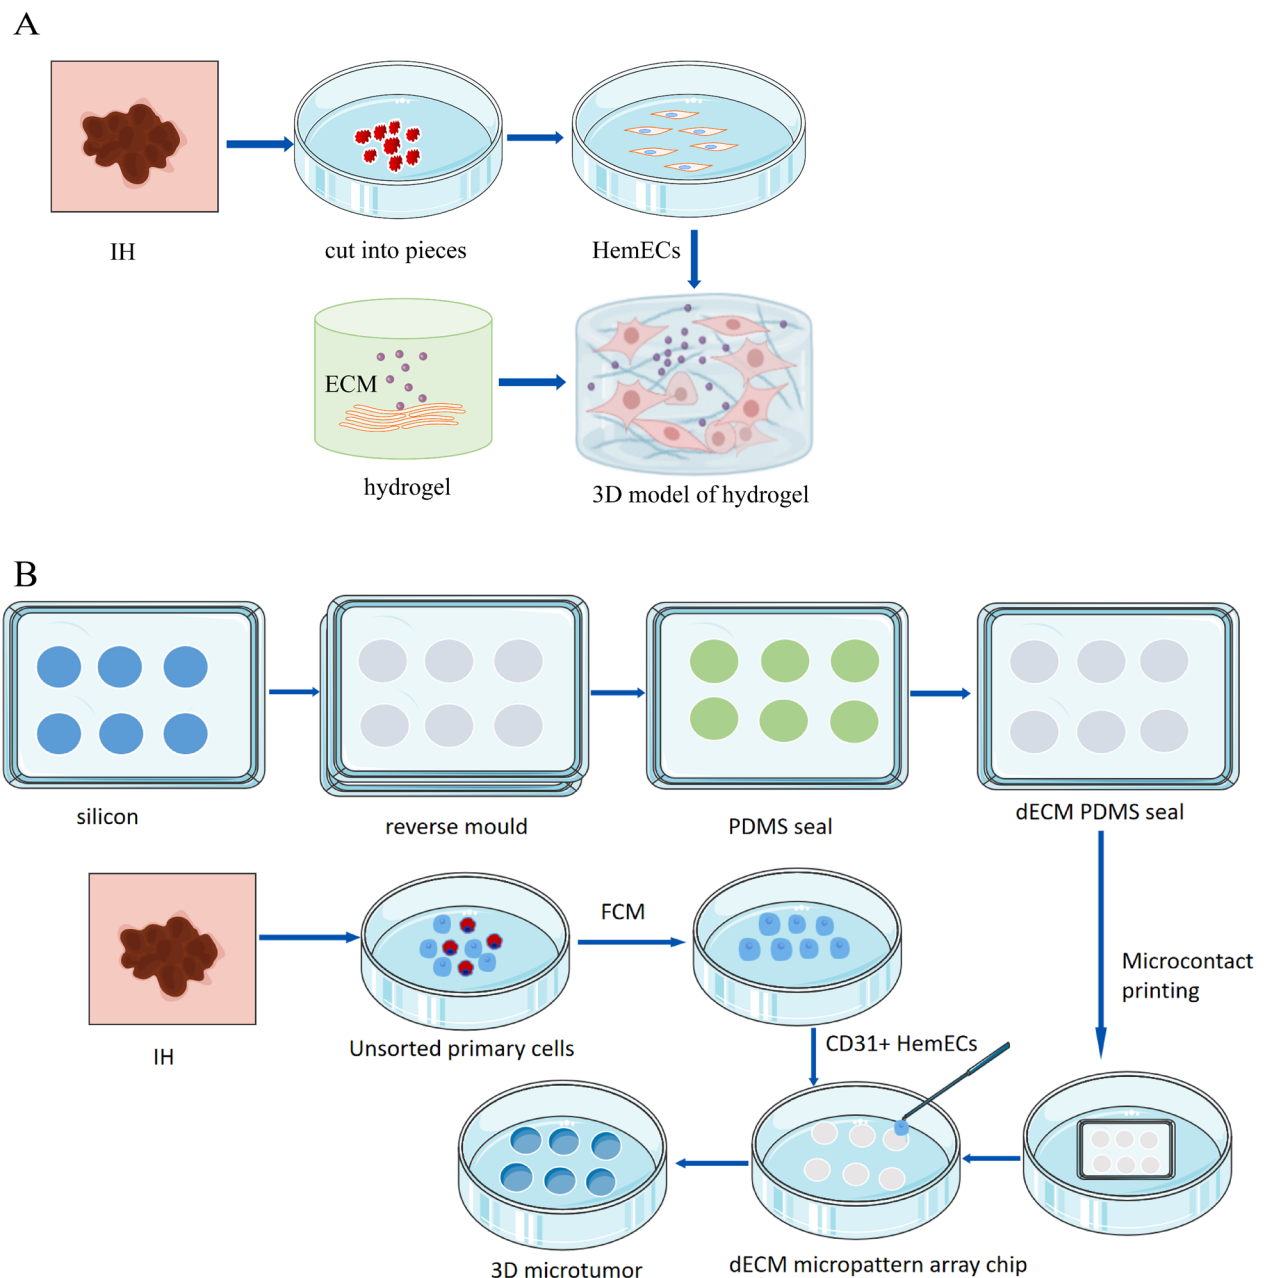 A
IH
cut into pieces
HemECs
ECM
hydrogel
3D model of hydrogel
B
silicon
reverse mould
PDMS seal
dECM PDMS seal
FCM
Microcontact
printing
IH
Unsorted primary cells
CD31+ HemECs
3D microtumor
dECM micropattern array chip